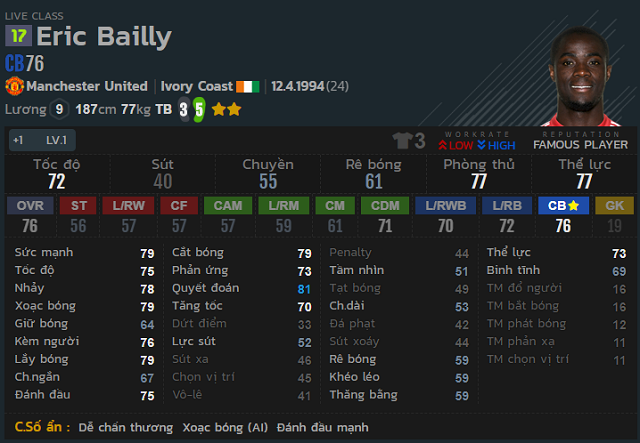 LIVE CLASS
17 Eric Bailly
CB76
Manchester United | Ivory Coast | 12.4.1994(24)
Lương 9 187cm 77kg TB 3 5
+1 LV.1 3 WORKRATE LOW HIGH REPUTATION FAMOUS PLAYER
Tốc độ Sút Chuyền Rê bóng Phòng thủ Thể lực
72 40 55 61 77 77
OVR ST L/RW CF CAM L/RM CM CDM L/RWB L/RB CB GK
76 56 57 57 57 59 61 71 70 72 76 19
Sức mạnh 79 Cắt bóng 79 Penalty 44 Thể lực 73
Tốc độ 75 Phản ứng 73 Tầm nhìn 51 Bình tĩnh 69
Nhảy 78 Quyết đoán 81 Tạt bóng 49 TM đổ người 16
Xoạc bóng 79 Tăng tốc 70 Ch.dài 53 TM bắt bóng 16
Giữ bóng 64 Dứt điểm 33 Đá phạt 42 TM phát bóng 12
Kèm người 76 Lực sút 52 Sút xoáy 44 TM phản xạ 11
Lấy bóng 79 Sút xa 46 Rê bóng 59 TM chọn vị trí 11
Ch.ngắn 67 Chọn vị trí 45 Khéo léo 59
Đánh đầu 75 Vô-lê 41 Thăng bằng 59
C.Số ẩn : Dễ chấn thương Xoạc bóng (AI) Đánh đầu mạnh